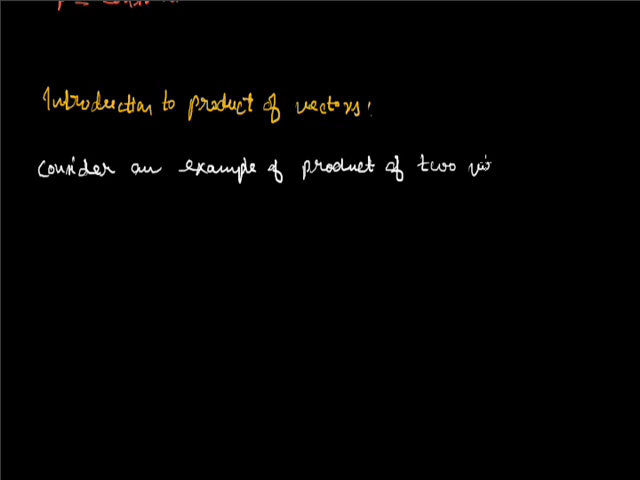 Introduction to product of vectors:
Consider an example of product of two